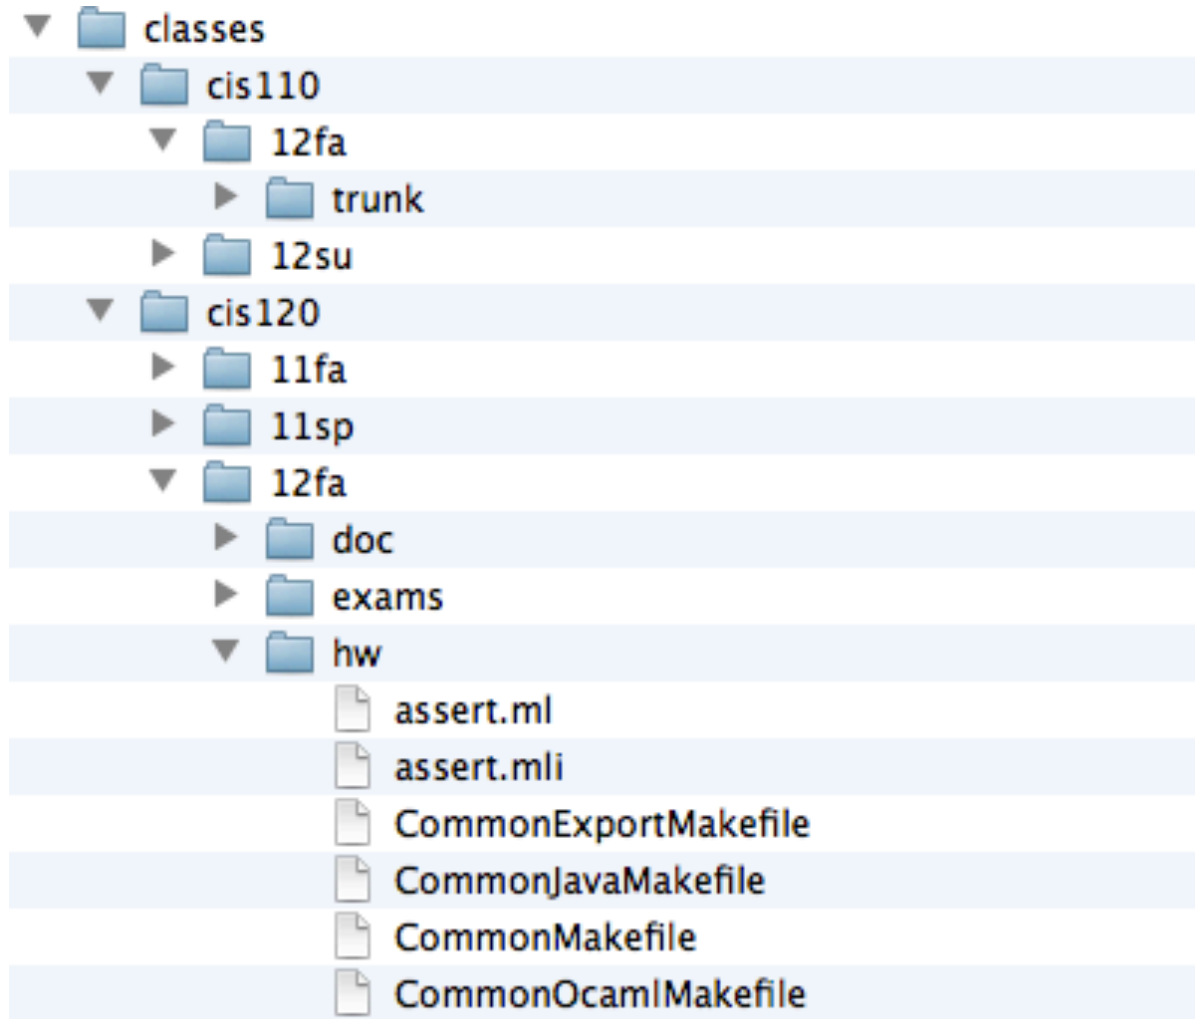 classes
cis110
12fa
trunk
12su
cis120
11fa
11sp
12fa
doc
exams
hw
assert.ml
assert.mli
CommonExportMakefile
CommonJavaMakefile
CommonMakefile
CommonOcamlMakefile